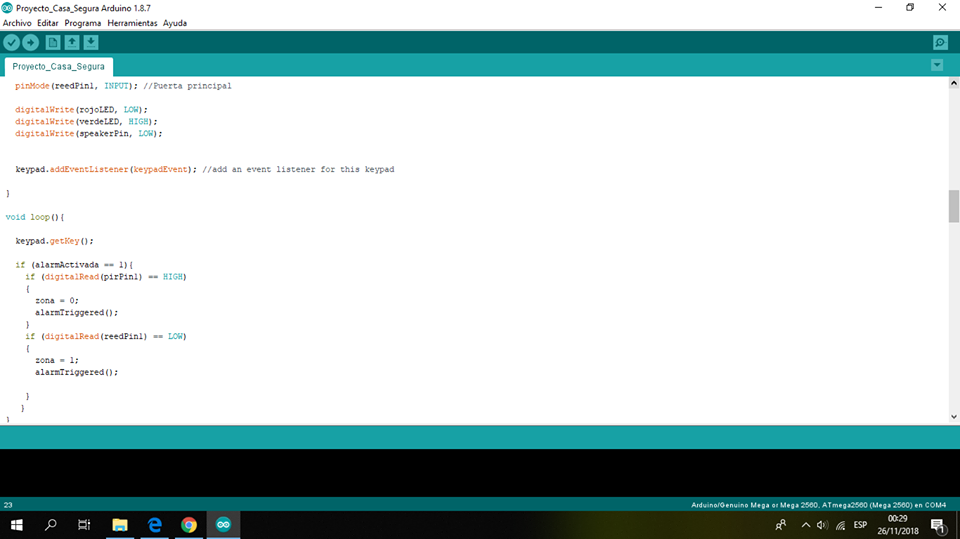 Proyecto_Casa_Segura Arduino 1.8.7
Archivo Editar Programa Herramientas Ayuda
Proyecto_Casa_Segura
pinMode(reedPin1, INPUT); //Puerta principal
digitalWrite(rojoLED, LOW);
digitalWrite(verdeLED, HIGH);
digitalWrite(speakerPin, LOW);
keypad.addEventListener(keypadEvent); //add an event listener for this keypad
}
void loop(){
keypad.getKey();
if (alarmActivada == 1){
if (digitalRead(pirPin1) == HIGH)
{
zona = 0;
alarmTriggered();
}
if (digitalRead(reedPin1) == LOW)
{
zona = 1;
alarmTriggered();
}
}
}
23
Arduino/Genuino Mega or Mega 2560, ATmega2560 (Mega 2560) en COM4
ESP
00:29
26/11/2018
1